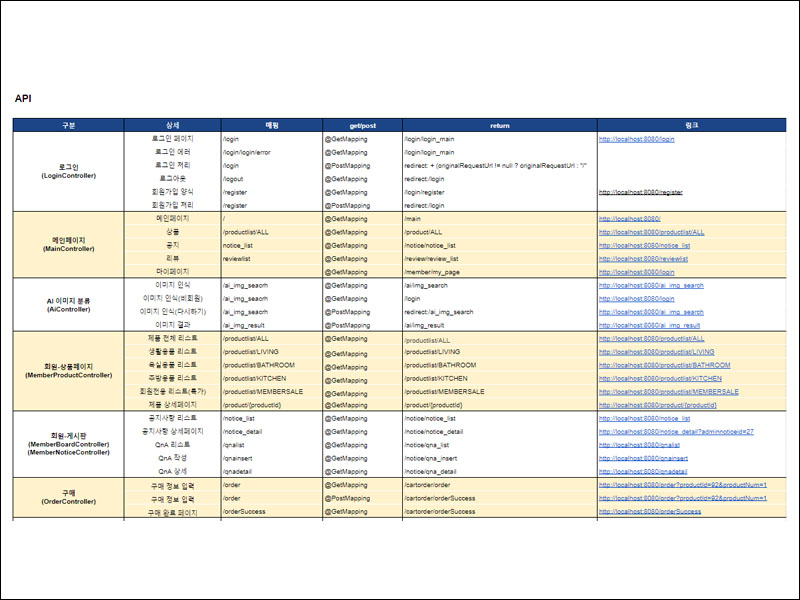 API
구분 상세 매핑 get/post return 링크
로그인 (LoginController)
로그인 페이지 /login @GetMapping /login/login_main http://localhost:8080/login
로그인 에러 /login/login/error @GetMapping /login/login_main
로그인 처리 /login @PostMapping redirect: + (originalRequestUrl != null ? originalRequestUrl : "/"
로그아웃 /logout @GetMapping redirect:/login
회원가입 양식 /register @GetMapping /login/register http://localhost:8080/register
회원가입 처리 /register @PostMapping redirect:/login
메인페이지 (MainController)
메인페이지 / @GetMapping /main http://localhost:8080/
상품 /productlist/ALL @GetMapping /product/ALL http://localhost:8080/productlist/ALL
공지 notice_list @GetMapping /notice/notice_list http://localhost:8080/notice_list
리뷰 reviewlist @GetMapping /review/review_list http://localhost:8080/reviewlist
마이페이지 @GetMapping /member/my_page http://localhost:8080/login
AI 이미지 분류 (AiController)
이미지 인식 /ai_img_search @GetMapping /ai/img_search http://localhost:8080/ai_img_search
이미지 인식(비회원) /ai_img_search @GetMapping /login http://localhost:8080/login
이미지 인식(다시하기) /ai_img_search @PostMapping redirect:/ai_img_search http://localhost:8080/ai_img_search
이미지 결과 /ai_img_result @PostMapping /ai/img_result http://localhost:8080/ai_img_result
회원-상품페이지 (MemberProductController)
제품 전체 리스트 /productlist/ALL @GetMapping /productlist/ALL http://localhost:8080/productlist/ALL
생활용품 리스트 /productlist/LIVING @GetMapping /productlist/LIVING http://localhost:8080/productlist/LIVING
욕실용품 리스트 /productlist/BATHROOM @GetMapping /productlist/BATHROOM http://localhost:8080/productlist/BATHROOM
주방용품 리스트 /productlist/KITCHEN @GetMapping /productlist/KITCHEN http://localhost:8080/productlist/KITCHEN
회원전용 리스트(특가) /productlist/MEMBERSALE @GetMapping /productlist/MEMBERSALE http://localhost:8080/productlist/MEMBERSALE
제품 상세페이지 /product/{productId} @GetMapping /product/{productId} http://localhost:8080/product/{productId}
회원-게시판 (MemberBoardController) (MemberNoticeController)
공지사항 리스트 /notice_list @GetMapping /notice/notice_list http://localhost:8080/notice_list
공지사항 상세페이지 /notice_detail @GetMapping /notice/notice_detail http://localhost:8080/notice_detail?adminnoticeid=27
QnA 리스트 /qnalist @GetMapping /notice/qna_list http://localhost:8080/qnalist
QnA 작성 /qnainsert @GetMapping /notice/qna_insert http://localhost:8080/qnainsert
QnA 상세 /qnadetail @GetMapping /notice/qna_detail http://localhost:8080/qnadetail
구매 (OrderController)
구매 정보 입력 /order @GetMapping /cartorder/order http://localhost:8080/order?productId=92&productNum=1
구매 정보 입력 /order @PostMapping /cartorder/orderSuccess http://localhost:8080/order?productId=92&productNum=1
구매 완료 페이지 /orderSuccess @GetMapping /cartorder/orderSuccess http://localhost:8080/orderSuccess